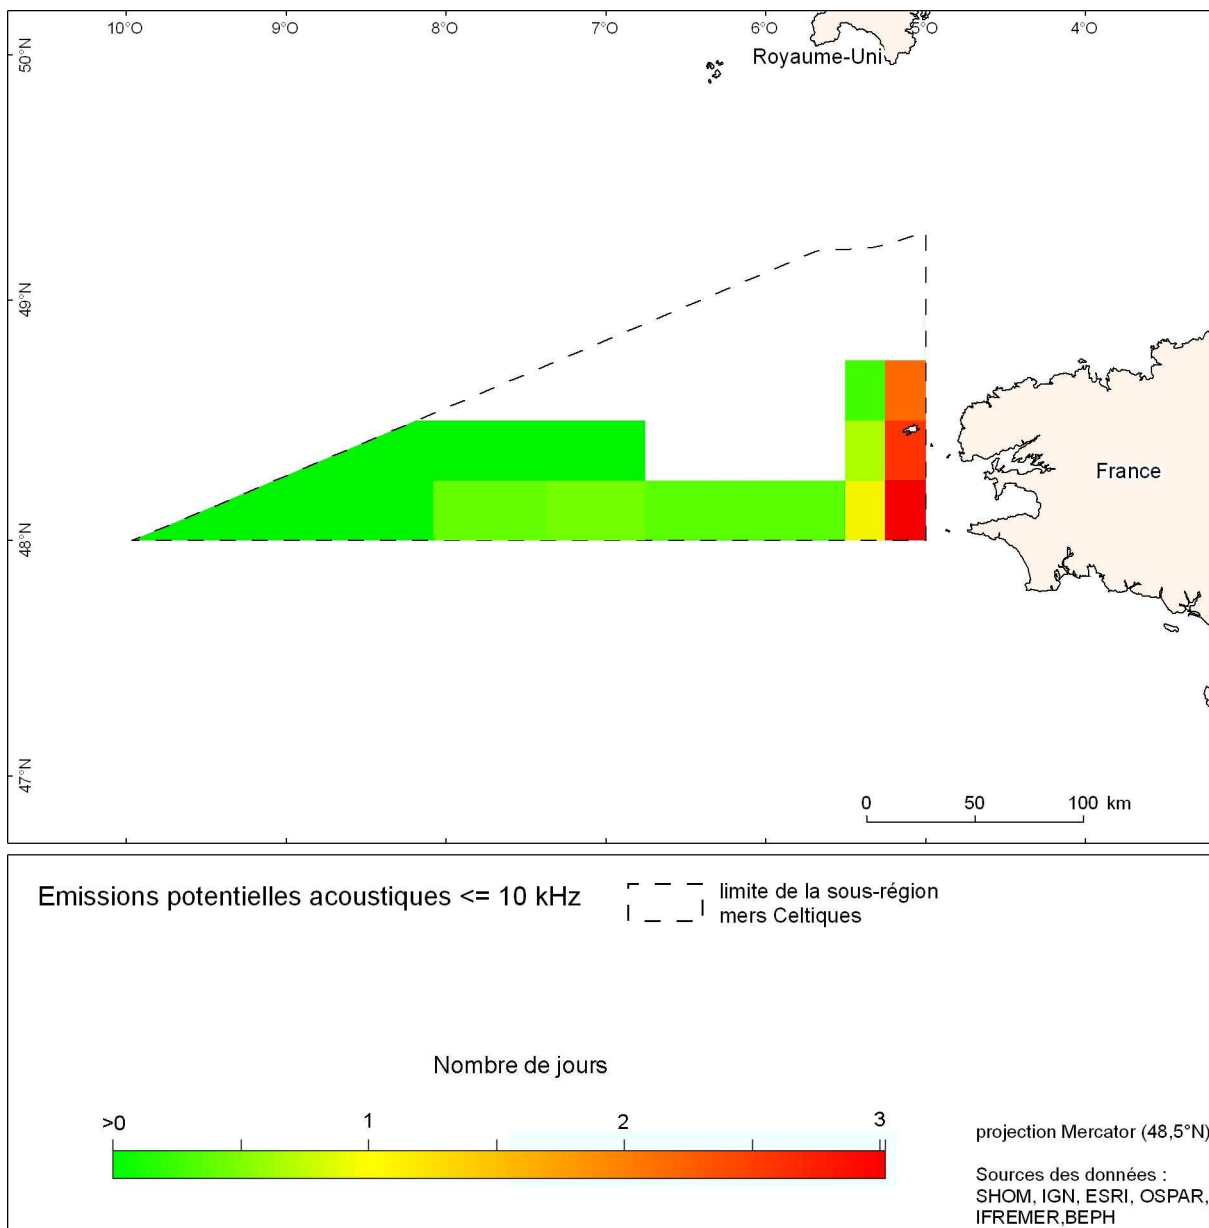 10°O 9°O 8°O 7°O 6°O 5°O 4°O
50°N
Royaume-Uni
49°N
France
48°N
47°N
0 50 100 km
Emissions potentielles acoustiques <= 10 kHz
limite de la sous-région
mers Celtiques
Nombre de jours
>0 1 2 3
projection Mercator (48,5°N)
Sources des données :
SHOM, IGN, ESRI, OSPAR,
IFREMER,BEPH